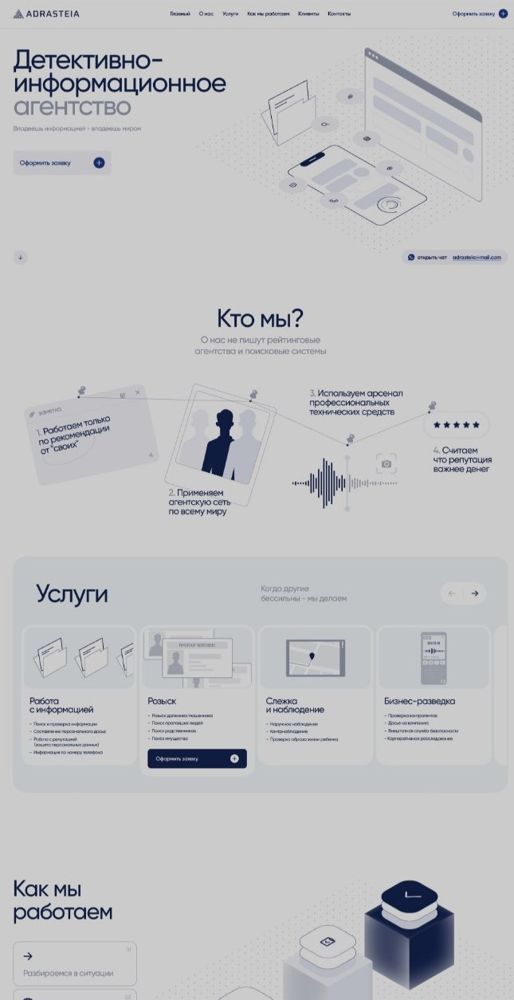 ADRASTEIA
Главный О нас Услуги Как мы работаем Клиенты Контакты
Оформить заявку
Детективно-
информационное
агентство
Владеешь информацией - владеешь миром
Оформить заявку
открыть чат adrasteia@mail.com
Кто мы?
О нас не пишут рейтинговые
агентства и поисковые системы
заметка
1. Работаем только
по рекомендации
от "своих"
2. Применяем
агентскую сеть
по всему миру
3. Используем арсенал
профессиональных
технических средств
4. Считаем
что репутация
важнее денег
Услуги
Когда другие
бессильны - мы делаем
Работа
с информацией
- Поиск и проверка информации
- Составление персонального досье
- Работа с репутацией
(защита персональных данных)
- Информация по номеру телефона
ПРОПАЛ ЧЕЛОВЕК!
Розыск
- Розыск должника/мошенника
- Поиск пропавших людей
- Поиск родственников
- Поиск имущества
Оформить заявку
Слежка
и наблюдение
- Наружное наблюдение
- Контрнаблюдение
- Проверка образа жизни ребенка
Бизнес-разведка
- Проверка контрагентов
- Досье на компанию
- Внештатная служба безопасности
- Корпоративное расследование
Как мы
работаем
01
Разбираемся в ситуации
02